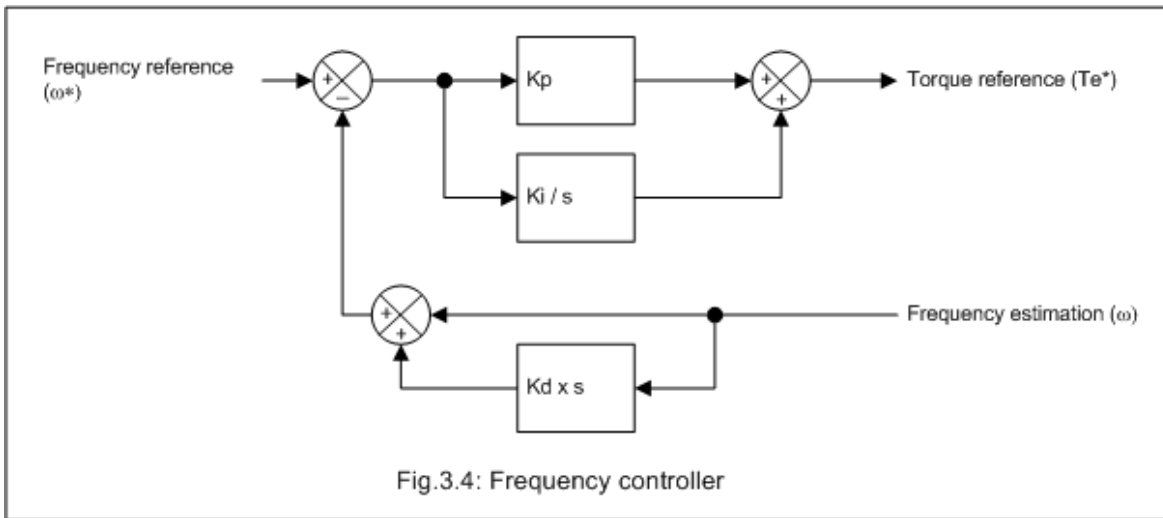 Frequency reference
(ω*)
+
−
Kp
+
+
Torque reference (Te*)
Ki / s
+
+
Frequency estimation (ω)
Kd x s
Fig.3.4: Frequency controller